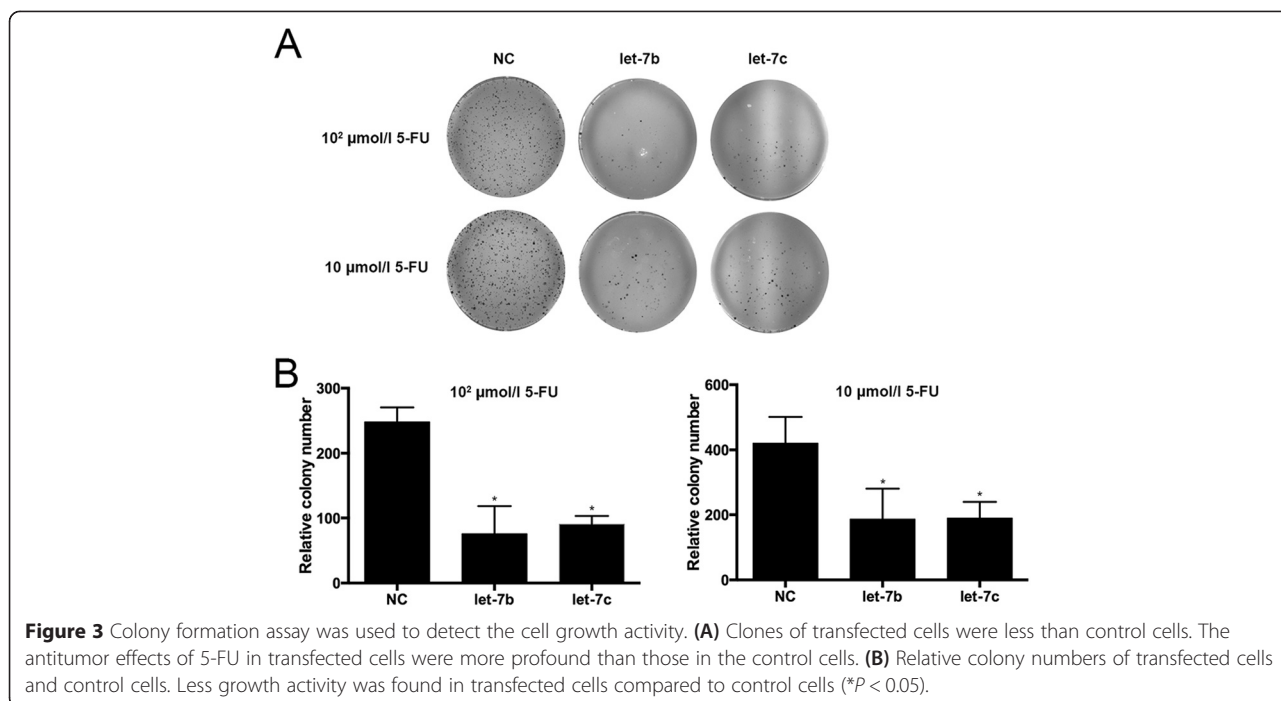 A
NC let-7b let-7c
10² µmol/l 5-FU
10 µmol/l 5-FU
B
10² µmol/l 5-FU
Relative colony number
300
200
100
0
NC let-7b let-7c
* *
10 µmol/l 5-FU
Relative colony number
600
400
200
0
NC let-7b let-7c
* *
Figure 3 Colony formation assay was used to detect the cell growth activity. (A) Clones of transfected cells were less than control cells. The
antitumor effects of 5-FU in transfected cells were more profound than those in the control cells. (B) Relative colony numbers of transfected cells
and control cells. Less growth activity was found in transfected cells compared to control cells (*P < 0.05).